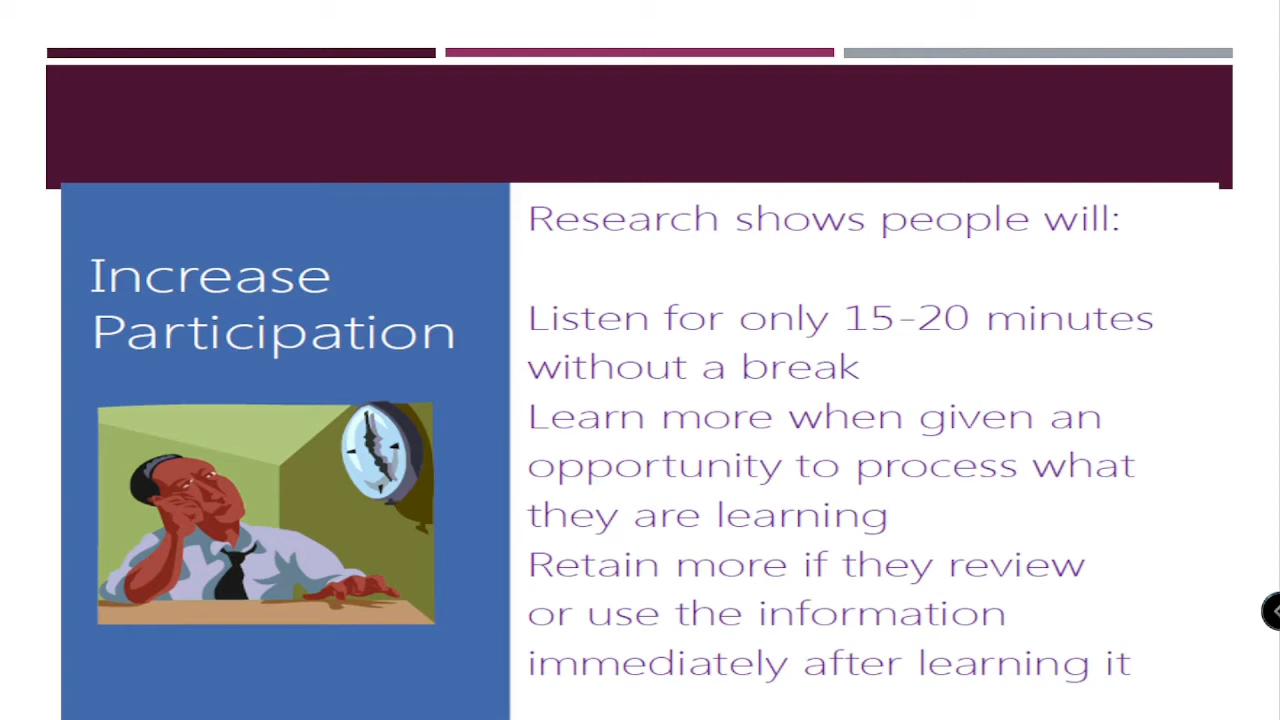 Increase
Participation
Research shows people will:
Listen for only 15-20 minutes
without a break
Learn more when given an
opportunity to process what
they are learning
Retain more if they review
or use the information
immediately after learning it